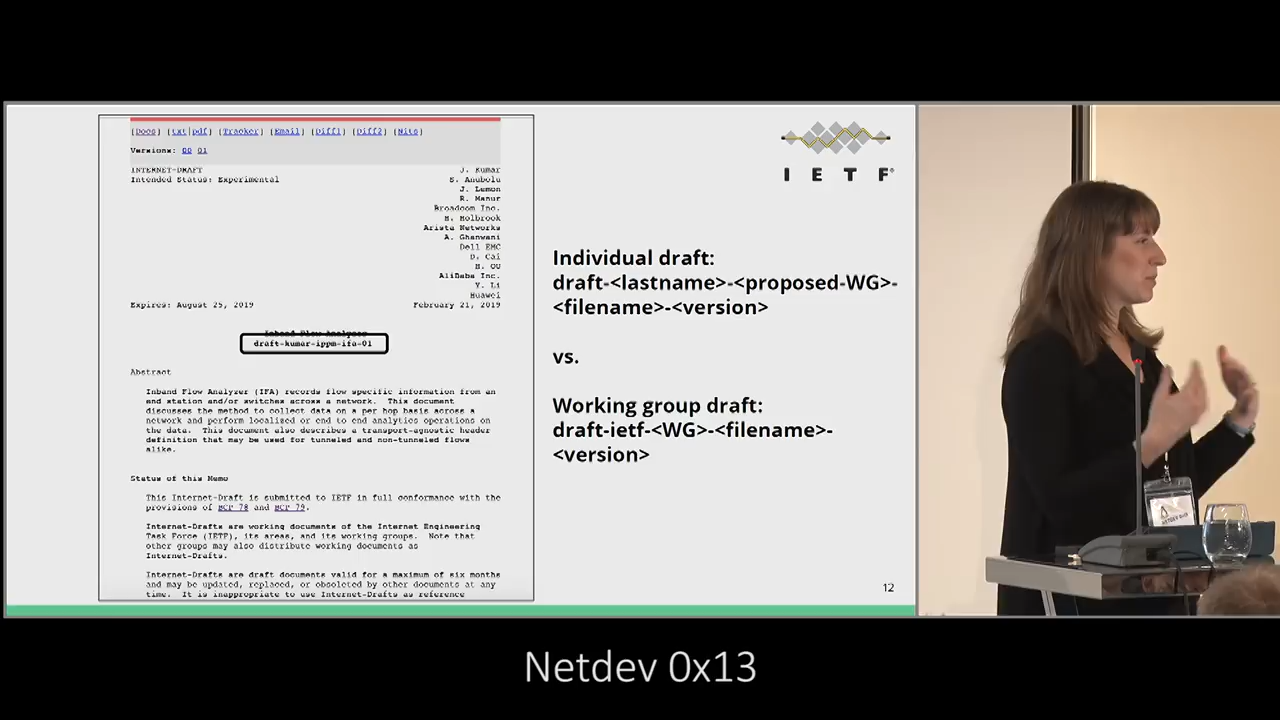 [Docs] [txt|pdf] [Tracker] [Email] [Diff1] [Diff2] [Nits]
Versions: 00 01
INTERNET-DRAFT J. Kumar
Intended Status: Experimental S. Anubolu
J. Lemon
R. Manur
Broadcom Inc.
H. Holbrook
Arista Networks
A. Ghanwani
Dell EMC
D. Cai
H. OU
AliBaba Inc.
Y. Li
Huawei
Expires: August 25, 2019 February 21, 2019
Inband Flow Analyzer
draft-kumar-ippm-ifa-01
Abstract
Inband Flow Analyzer (IFA) records flow specific information from an
end station and/or switches across a network. This document
discusses the method to collect data on a per hop basis across a
network and perform localized or end to end analytics operations on
the data. This document also describes a transport-agnostic header
definition that may be used for tunneled and non-tunneled flows
alike.
Status of this Memo
This Internet-Draft is submitted to IETF in full conformance with the
provisions of BCP 78 and BCP 79.
Internet-Drafts are working documents of the Internet Engineering
Task Force (IETF), its areas, and its working groups. Note that
other groups may also distribute working documents as
Internet-Drafts.
Internet-Drafts are draft documents valid for a maximum of six months
and may be updated, replaced, or obsoleted by other documents at any
time. It is inappropriate to use Internet-Drafts as reference
I E T F®
Individual draft:
draft-<lastname>-<proposed-WG>-
<filename>-<version>
vs.
Working group draft:
draft-ietf-<WG>-<filename>-
<version>
12
Netdev 0x13